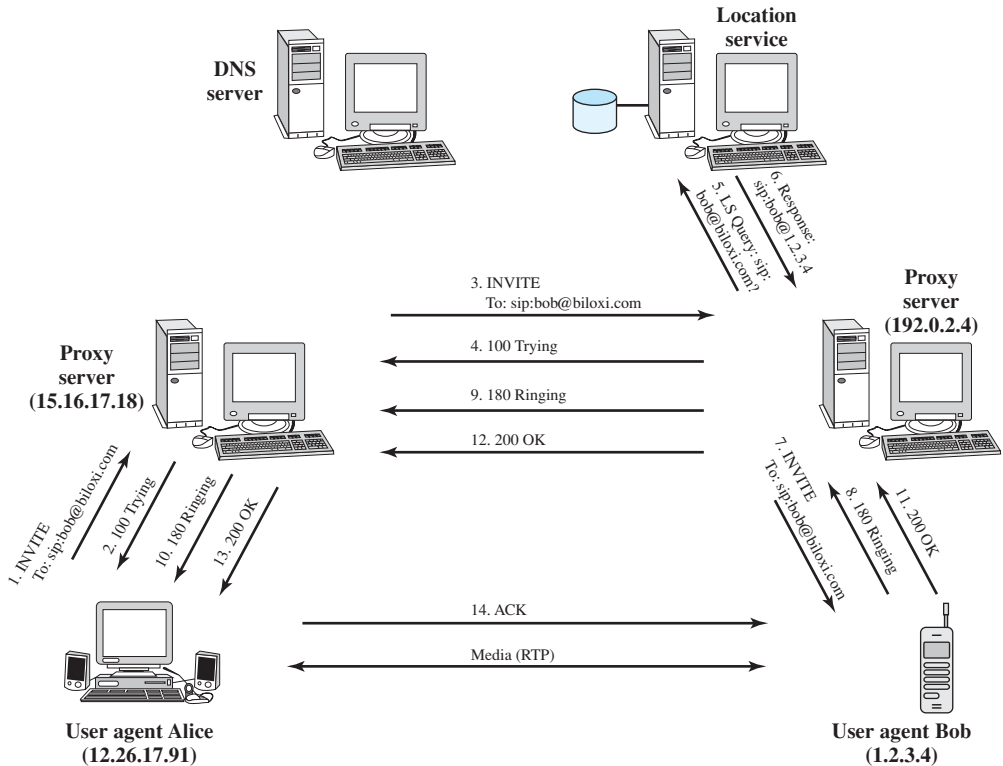 Location
service
DNS
server
5. LS Query: sip:
bob@biloxi.com?
6. Response:
sip:bob@1.2.3.4
3. INVITE
To: sip:bob@biloxi.com
Proxy
server
(192.0.2.4)
4. 100 Trying
Proxy
server
(15.16.17.18)
9. 180 Ringing
12. 200 OK
1. INVITE
To: sip:bob@biloxi.com
2. 100 Trying
10. 180 Ringing
13. 200 OK
7. INVITE
To: sip:bob@biloxi.com
8. 180 Ringing
11. 200 OK
14. ACK
Media (RTP)
User agent Alice
(12.26.17.91)
User agent Bob
(1.2.3.4)